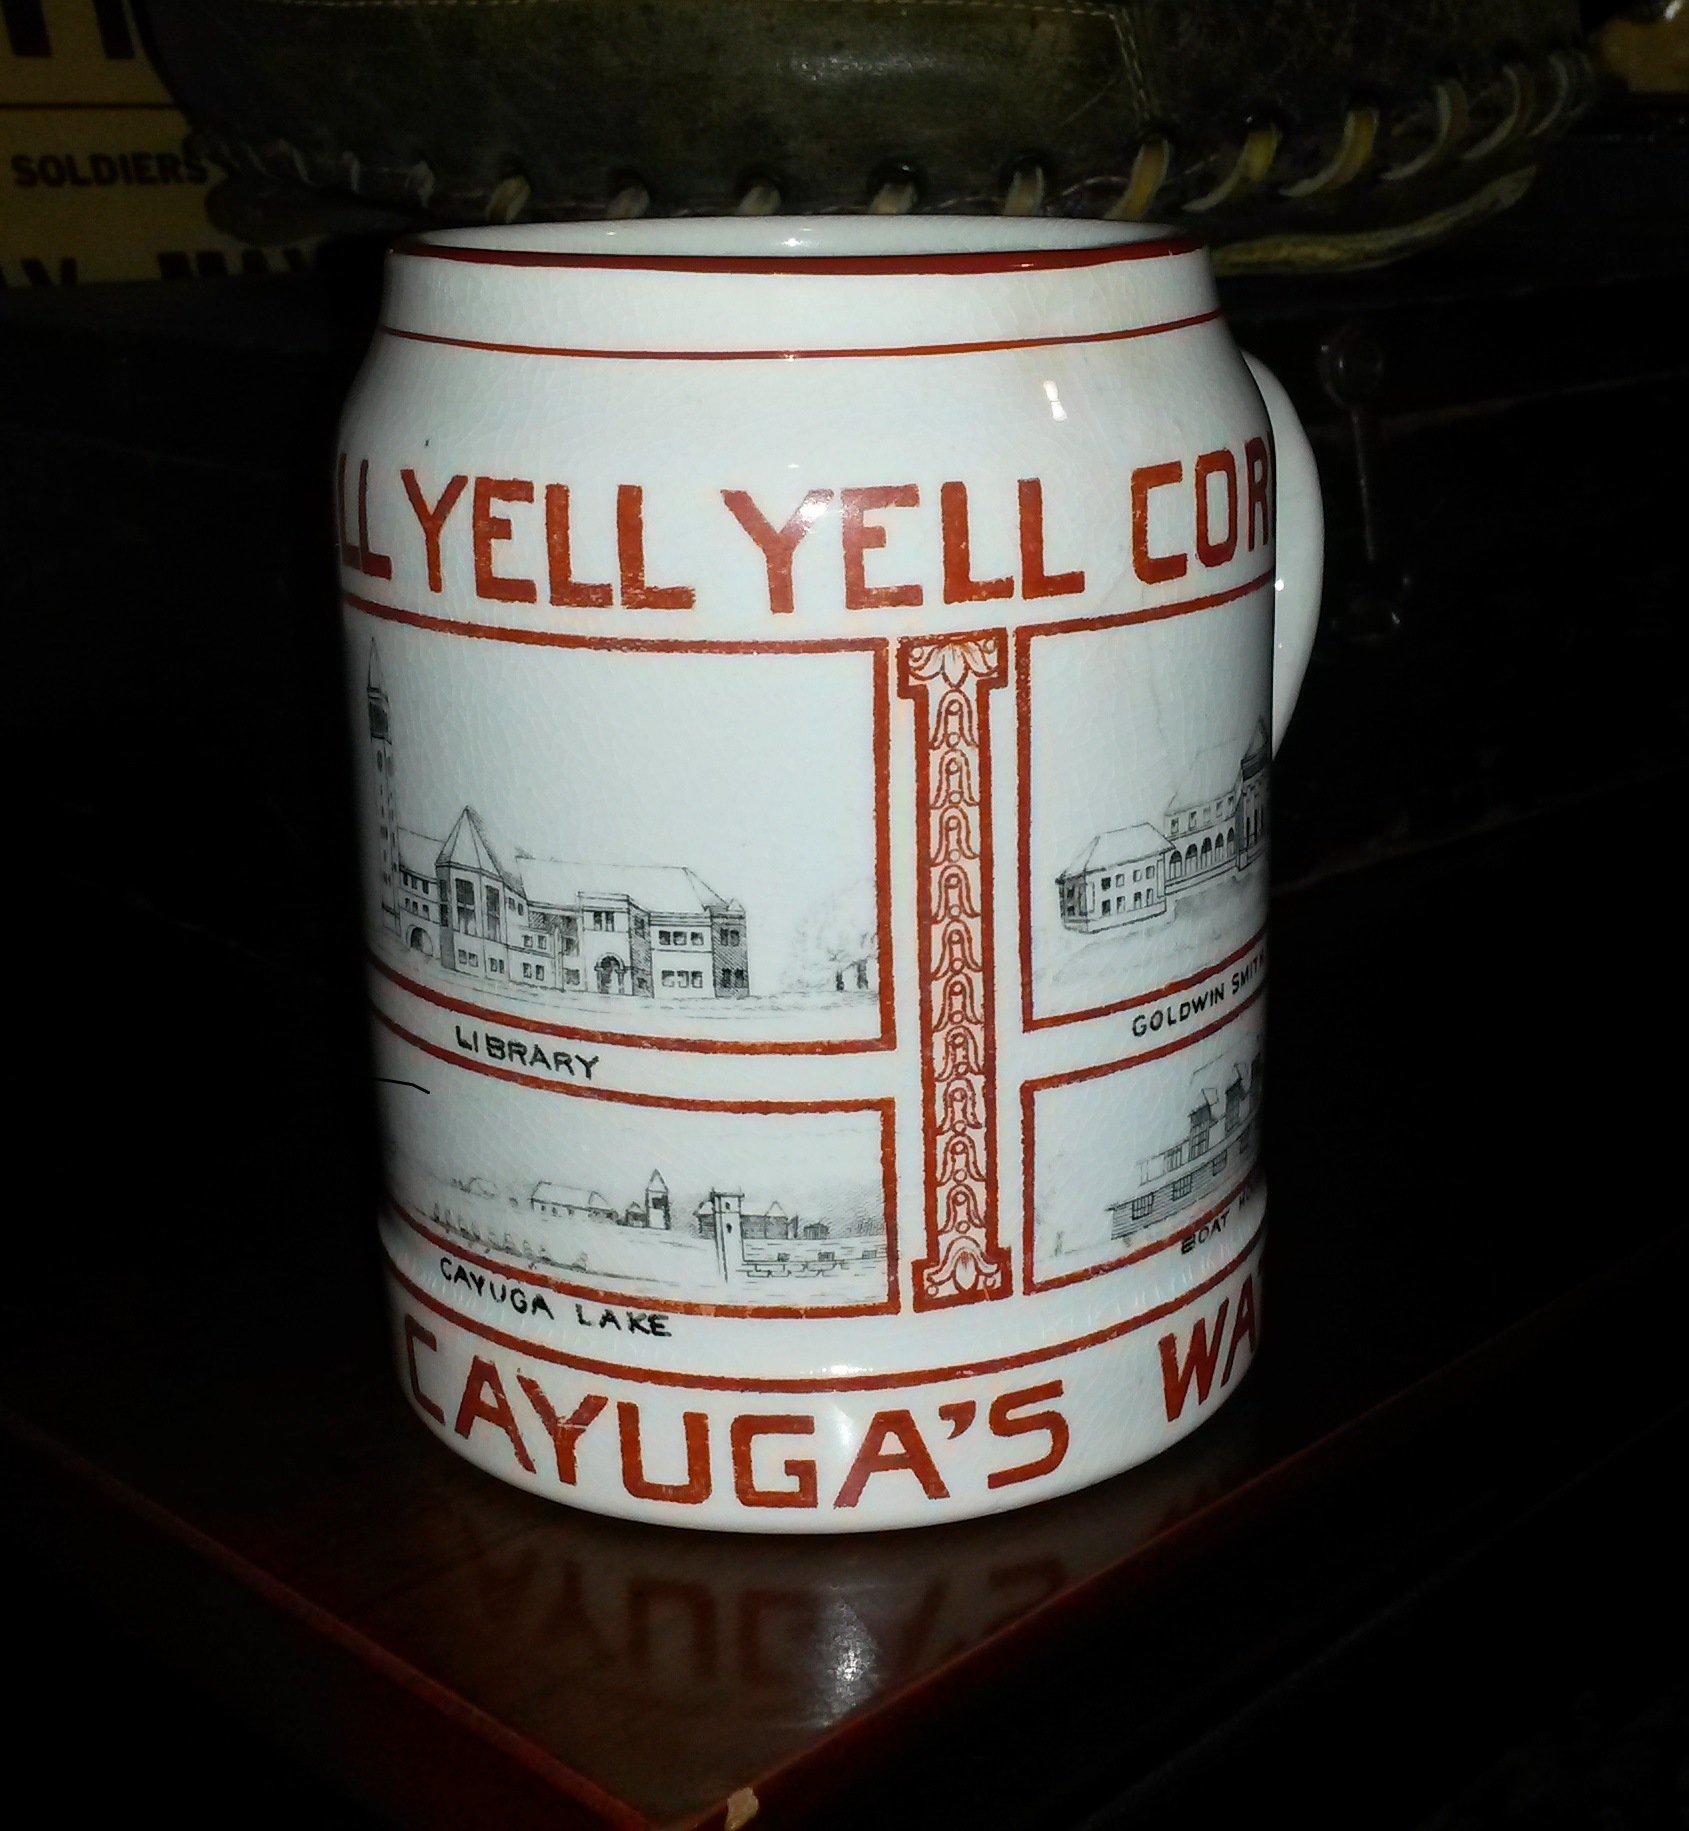 SOLDIERS
LL YELL YELL COR
LIBRARY
GOLDWIN SMITH
CAYUGA LAKE
BOAT HO
CAYUGA'S WA